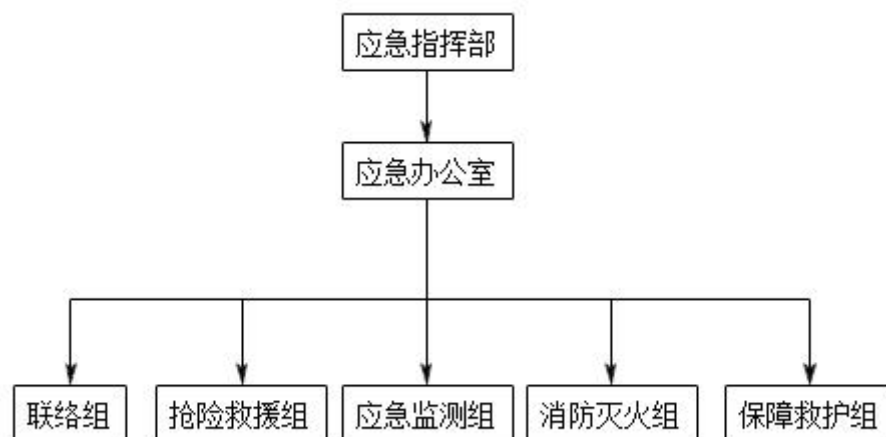 应急指挥部
应急办公室
联络组
抢险救援组
应急监测组
消防灭火组
保障救护组